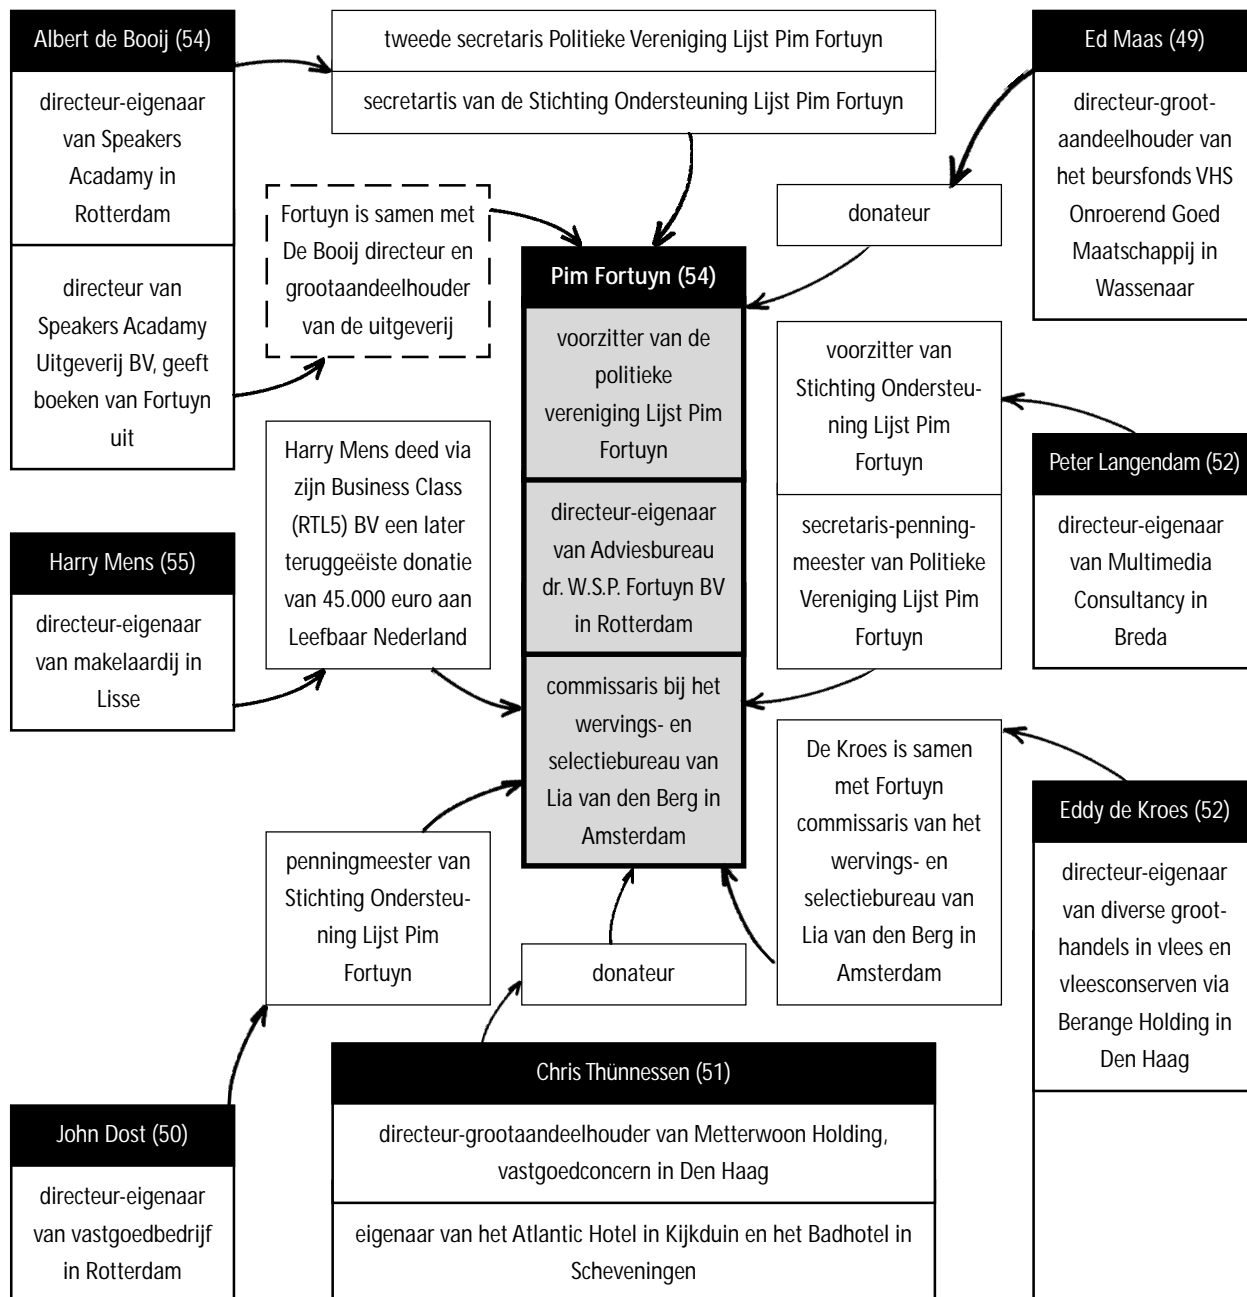 Albert de Booij (54)
directeur-eigenaar
van Speakers
Acadamy in
Rotterdam
directeur van
Speakers Acadamy
Uitgeverij BV, geeft
boeken van Fortuyn
uit
tweede secretaris Politieke Vereniging Lijst Pim Fortuyn
secretartis van de Stichting Ondersteuning Lijst Pim Fortuyn
Ed Maas (49)
directeur-groot-
aandeelhouder van
het beursfonds VHS
Onroerend Goed
Maatschappij in
Wassenaar
Fortuyn is samen met
De Booij directeur en
grootaandeelhouder
van de uitgeverij
donateur
Pim Fortuyn (54)
voorzitter van de
politieke
vereniging Lijst Pim
Fortuyn
directeur-eigenaar
van Adviesbureau
dr. W.S.P. Fortuyn BV
in Rotterdam
commissaris bij het
wervings- en
selectiebureau van
Lia van den Berg in
Amsterdam
voorzitter van
Stichting Ondersteu-
ning Lijst Pim
Fortuyn
secretaris-penning-
meester van Politieke
Vereniging Lijst Pim
Fortuyn
Peter Langendam (52)
directeur-eigenaar
van Multimedia
Consultancy in
Breda
Harry Mens deed via
zijn Business Class
(RTL5) BV een later
teruggeëiste donatie
van 45.000 euro aan
Leefbaar Nederland
Harry Mens (55)
directeur-eigenaar
van makelaardij in
Lisse
De Kroes is samen
met Fortuyn
commissaris van het
wervings- en
selectiebureau van
Lia van den Berg in
Amsterdam
Eddy de Kroes (52)
directeur-eigenaar
van diverse groot-
handels in vlees en
vleesconserven via
Berange Holding in
Den Haag
penningmeester van
Stichting Ondersteu-
ning Lijst Pim
Fortuyn
donateur
John Dost (50)
directeur-eigenaar
van vastgoedbedrijf
in Rotterdam
Chris Thünnessen (51)
directeur-grootaandeelhouder van Metterwoon Holding,
vastgoedconcern in Den Haag
eigenaar van het Atlantic Hotel in Kijkduin en het Badhotel in
Scheveningen